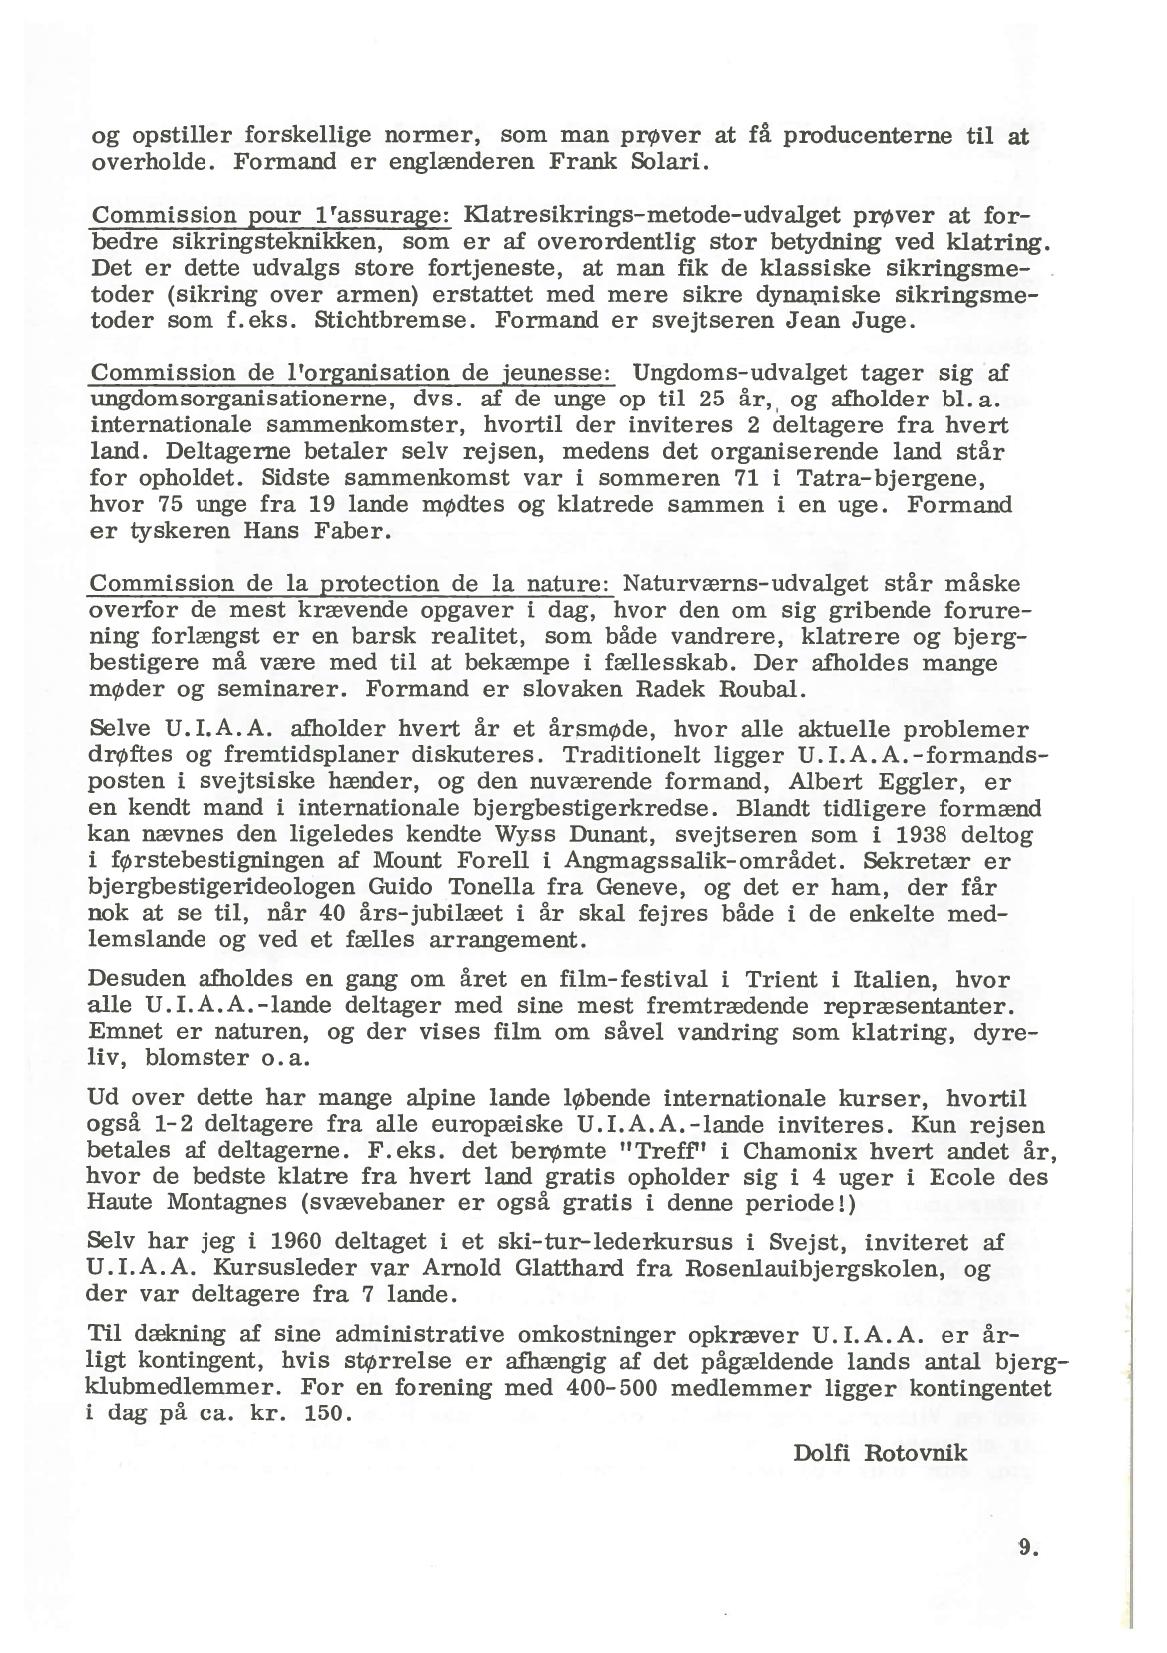 og opstiller forskellige normer, som man prøver at få producenterne til at
overholde. Formand er englænderen Frank Solari.
Commission pour l'assurage: Klatresikrings-metode-udvalget prøver at for-
bedre sikringsteknikken, som er af overordentlig stor betydning ved klatring.
Det er dette udvalgs store fortjeneste, at man fik de klassiske sikringsme-
toder (sikring over armen) erstattet med mere sikre dynamiske sikringsme-
toder som f.eks. Stichtbremse. Formand er svejtseren Jean Juge.
Commission de l'organisation de jeunesse: Ungdoms-udvalget tager sig af
ungdomsorganisationerne, dvs. af de unge op til 25 år, og afholder bl.a.
internationale sammenkomster, hvortil der inviteres 2 deltagere fra hvert
land. Deltagerne betaler selv rejsen, medens det organiserende land står
for opholdet. Sidste sammenkomst var i sommeren 71 i Tatra-bjergene,
hvor 75 unge fra 19 lande mødtes og klatrede sammen i en uge. Formand
er tyskeren Hans Faber.
Commission de la protection de la nature: Naturværns-udvalget står måske
overfor de mest krævende opgaver i dag, hvor den om sig gribende forure-
ning forlængst er en barsk realitet, som både vandrere, klatrere og bjerg-
bestigere må være med til at bekæmpe i fællesskab. Der afholdes mange
møder og seminarer. Formand er slovaken Radek Roubal.
Selve U.I.A.A. afholder hvert år et årsmøde, hvor alle aktuelle problemer
drøftes og fremtidsplaner diskuteres. Traditionelt ligger U.I.A.A.-formands-
posten i svejtsiske hænder, og den nuværende formand, Albert Eggler, er
en kendt mand i internationale bjergbestigerkredse. Blandt tidligere formænd
kan nævnes den ligeledes kendte Wyss Dunant, svejtseren som i 1938 deltog
i førstebestigningen af Mount Forell i Angmagssalik-området. Sekretær er
bjergbestigerideologen Guido Tonella fra Geneve, og det er ham, der får
nok at se til, når 40 års-jubilæet i år skal fejres både i de enkelte med-
lemslande og ved et fælles arrangement.
Desuden afholdes en gang om året en film-festival i Trient i Italien, hvor
alle U.I.A.A.-lande deltager med sine mest fremtrædende repræsentanter.
Emnet er naturen, og der vises film om såvel vandring som klatring, dyre-
liv, blomster o.a.
Ud over dette har mange alpine lande løbende internationale kurser, hvortil
også 1-2 deltagere fra alle europæiske U.I.A.A.-lande inviteres. Kun rejsen
betales af deltagerne. F.eks. det berømte "Treff" i Chamonix hvert andet år,
hvor de bedste klatre fra hvert land gratis opholder sig i 4 uger i Ecole des
Haute Montagnes (svævebaner er også gratis i denne periode!)
Selv har jeg i 1960 deltaget i et ski-tur-lederkursus i Svejst, inviteret af
U.I.A.A. Kursusleder var Arnold Glatthard fra Rosenlauibjergskolen, og
der var deltagere fra 7 lande.
Til dækning af sine administrative omkostninger opkræver U.I.A.A. er år-
ligt kontingent, hvis størrelse er afhængig af det pågældende lands antal bjerg-
klubmedlemmer. For en forening med 400-500 medlemmer ligger kontingentet
i dag på ca. kr. 150.
Dolfi Rotovnik
9.